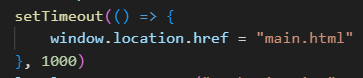 setTimeout(() => {
    window.location.href = "main.html"
}, 1000)